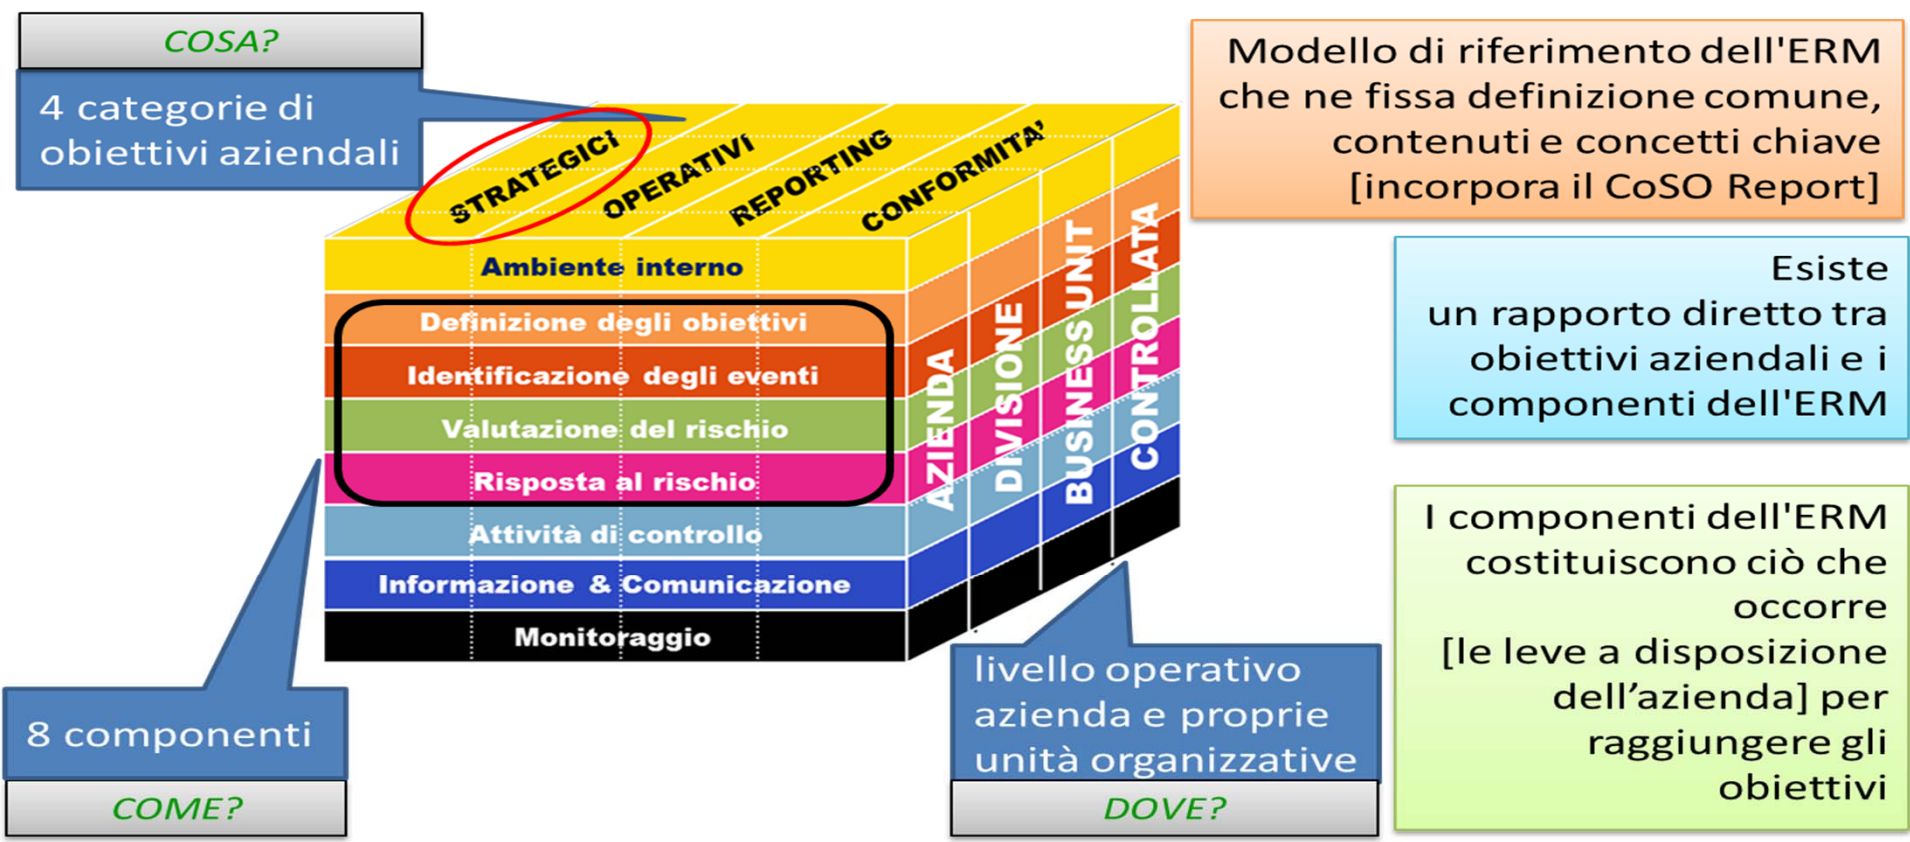 COSA?
4 categorie di
obiettivi aziendali
STRATEGICI
OPERATIVI
REPORTING
CONFORMITA'
Ambiente interno
Definizione degli obiettivi
Identificazione degli eventi
Valutazione del rischio
Risposta al rischio
Attività di controllo
Informazione & Comunicazione
Monitoraggio
AZIENDA
DIVISIONE
BUSINESS UNIT
CONTROLLATA
8 componenti
COME?
livello operativo
azienda e proprie
unità organizzative
DOVE?
Modello di riferimento dell'ERM
che ne fissa definizione comune,
contenuti e concetti chiave
[incorpora il CoSO Report]
Esiste
un rapporto diretto tra
obiettivi aziendali e i
componenti dell'ERM
I componenti dell'ERM
costituiscono ciò che
occorre
[le leve a disposizione
dell’azienda] per
raggiungere gli
obiettivi